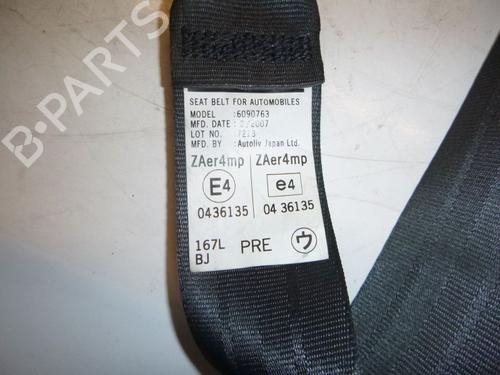 B-PARTS
SEAT BELT FOR AUTOMOBILES
MODEL :6090763
MFD. DATE : /2007
LOT NO. :
MFD. BY :Autoliv Japan Ltd.
ZAer4mp ZAer4mp
E4 e4
0436135 04 36135
167L PRE ウ
BJ